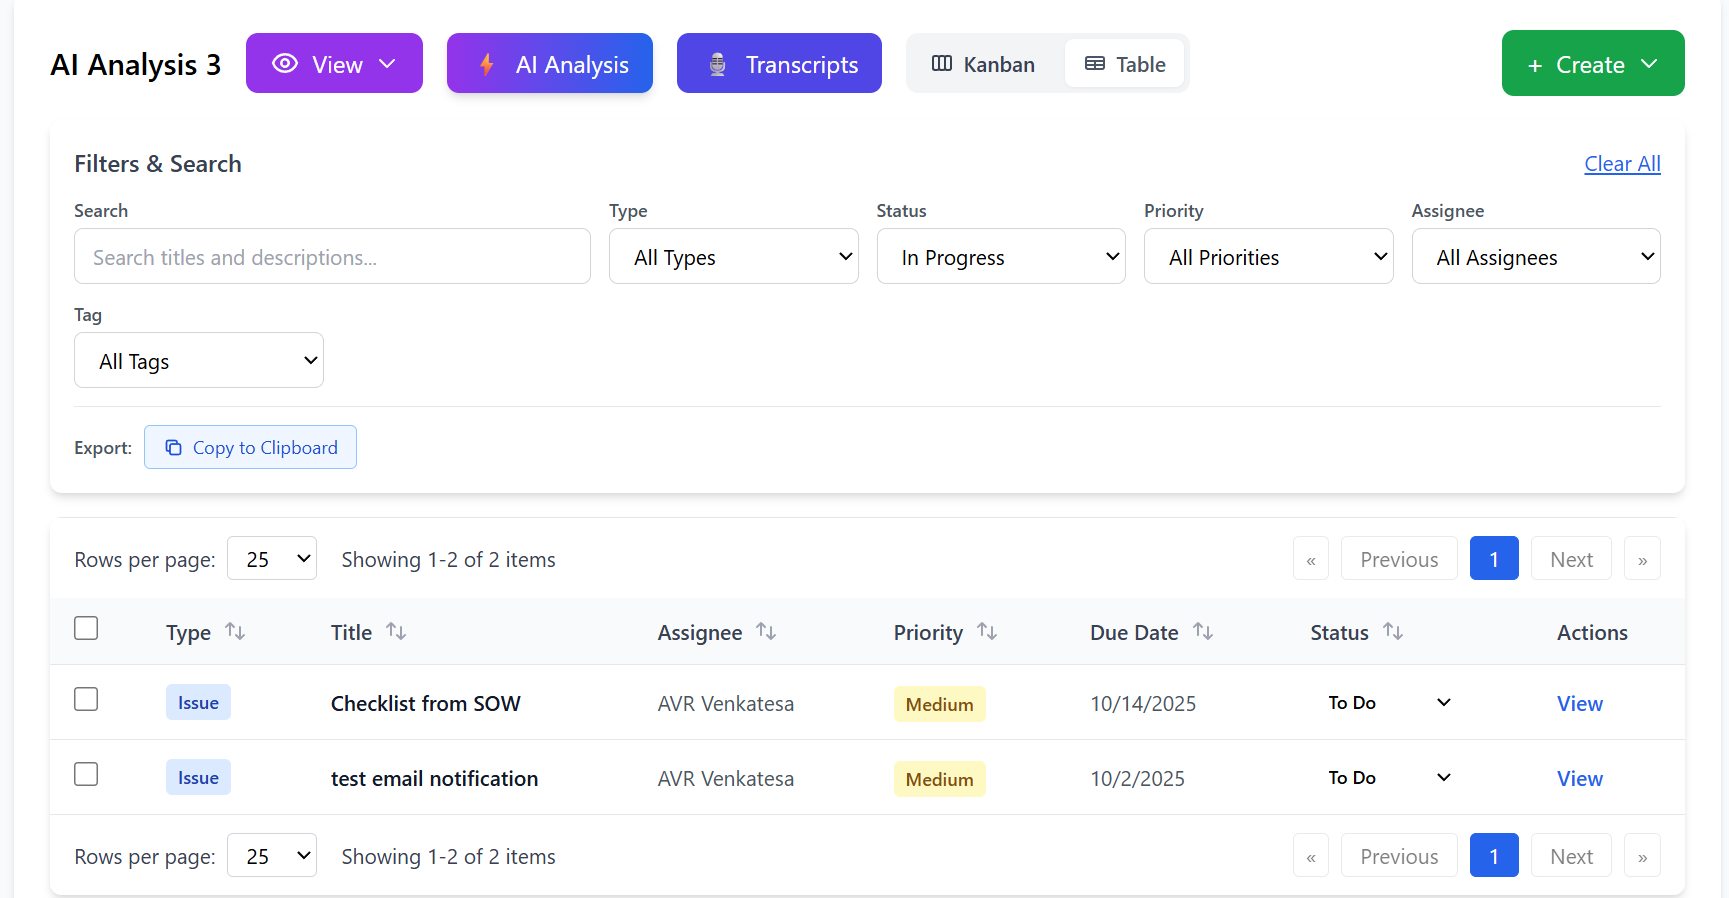 AI Analysis 3 View AI Analysis Transcripts Kanban Table + Create
Filters & Search Clear All
Search Type Status Priority Assignee
Search titles and descriptions... All Types In Progress All Priorities All Assignees
Tag
All Tags
Export: Copy to Clipboard
Rows per page: 25 Showing 1-2 of 2 items « Previous 1 Next »
Type Title Assignee Priority Due Date Status Actions
Issue Checklist from SOW AVR Venkatesa Medium 10/14/2025 To Do View
Issue test email notification AVR Venkatesa Medium 10/2/2025 To Do View
Rows per page: 25 Showing 1-2 of 2 items « Previous 1 Next »